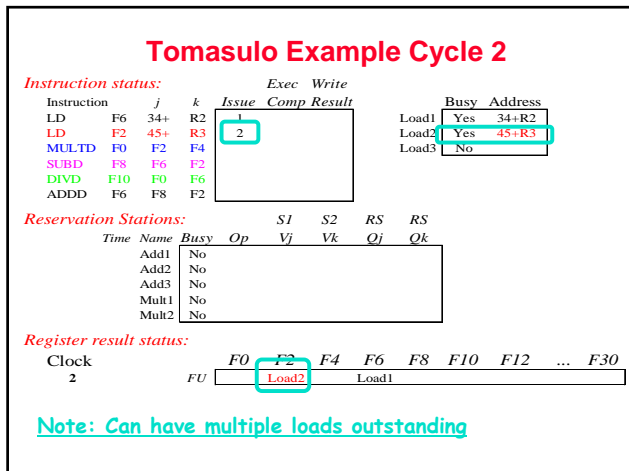 Tomasulo Example Cycle 2
Instruction status: Exec Write
Instruction j k Issue Comp Result Busy Address
LD F6 34+ R2 1 Load1 Yes 34+R2
LD F2 45+ R3 2 Load2 Yes 45+R3
MULTD F0 F2 F4 Load3 No
SUBD F8 F6 F2
DIVD F10 F0 F6
ADDD F6 F8 F2
Reservation Stations: S1 S2 RS RS
Time Name Busy Op Vj Vk Qj Qk
Add1 No
Add2 No
Add3 No
Mult1 No
Mult2 No
Register result status:
Clock F0 F2 F4 F6 F8 F10 F12 ... F30
2 FU Load2 Load1
Note: Can have multiple loads outstanding